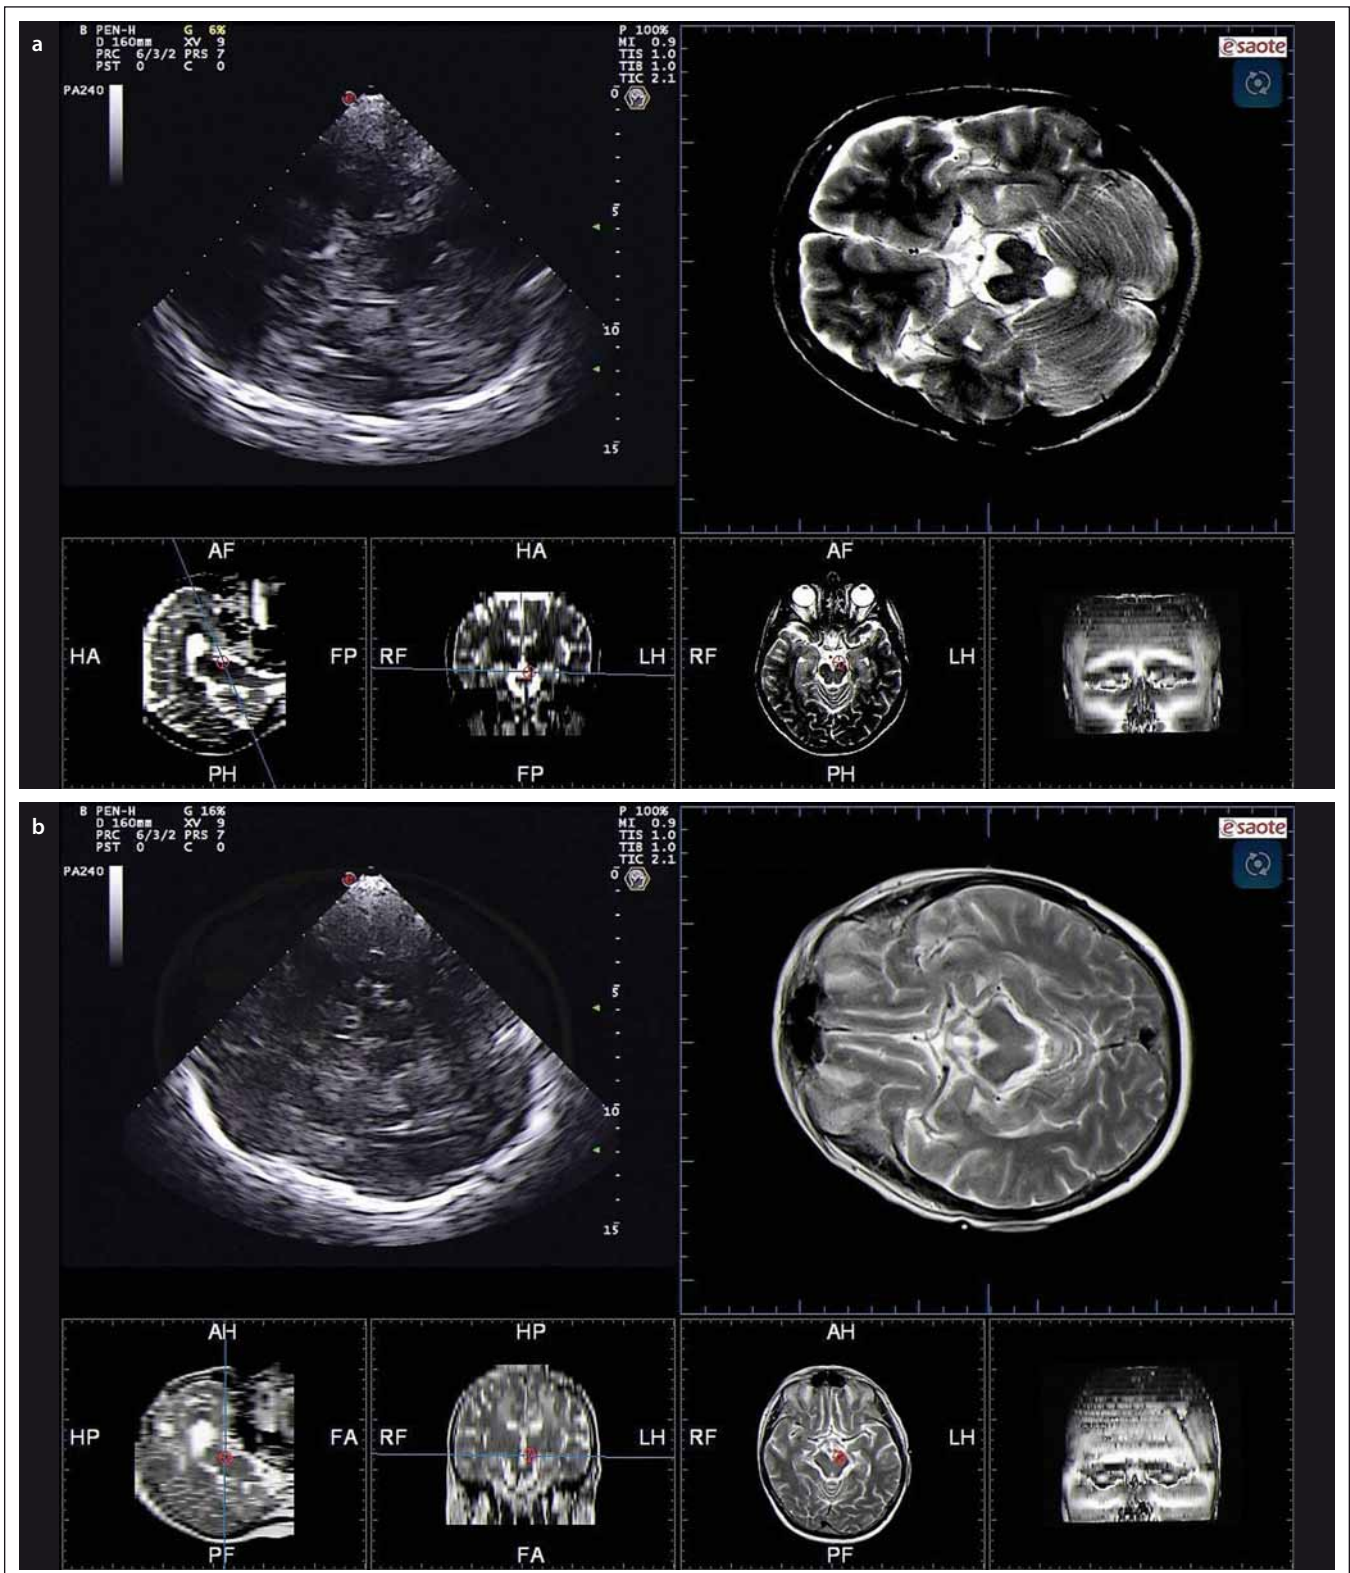 a
B PEN-H G 6%
D 160mm XV 9
PRC 6/3/2 PRS 7
PST 0 C 0
P 100%
MI 0.9
TIS 1.0
TIB 1.0
TIC 2.1
esaote
PA240
0
5
10
15
AF
HA
FP
PH
HA
RF
LH
FP
AF
RF
LH
PH
b
B PEN-H G 16%
D 160mm XV 9
PRC 6/3/2 PRS 7
PST 0 C 0
P 100%
MI 0.9
TIS 1.0
TIB 1.0
TIC 2.1
esaote
PA240
0
5
10
15
AH
HP
FA
PF
HP
RF
LH
FA
AH
RF
LH
PF